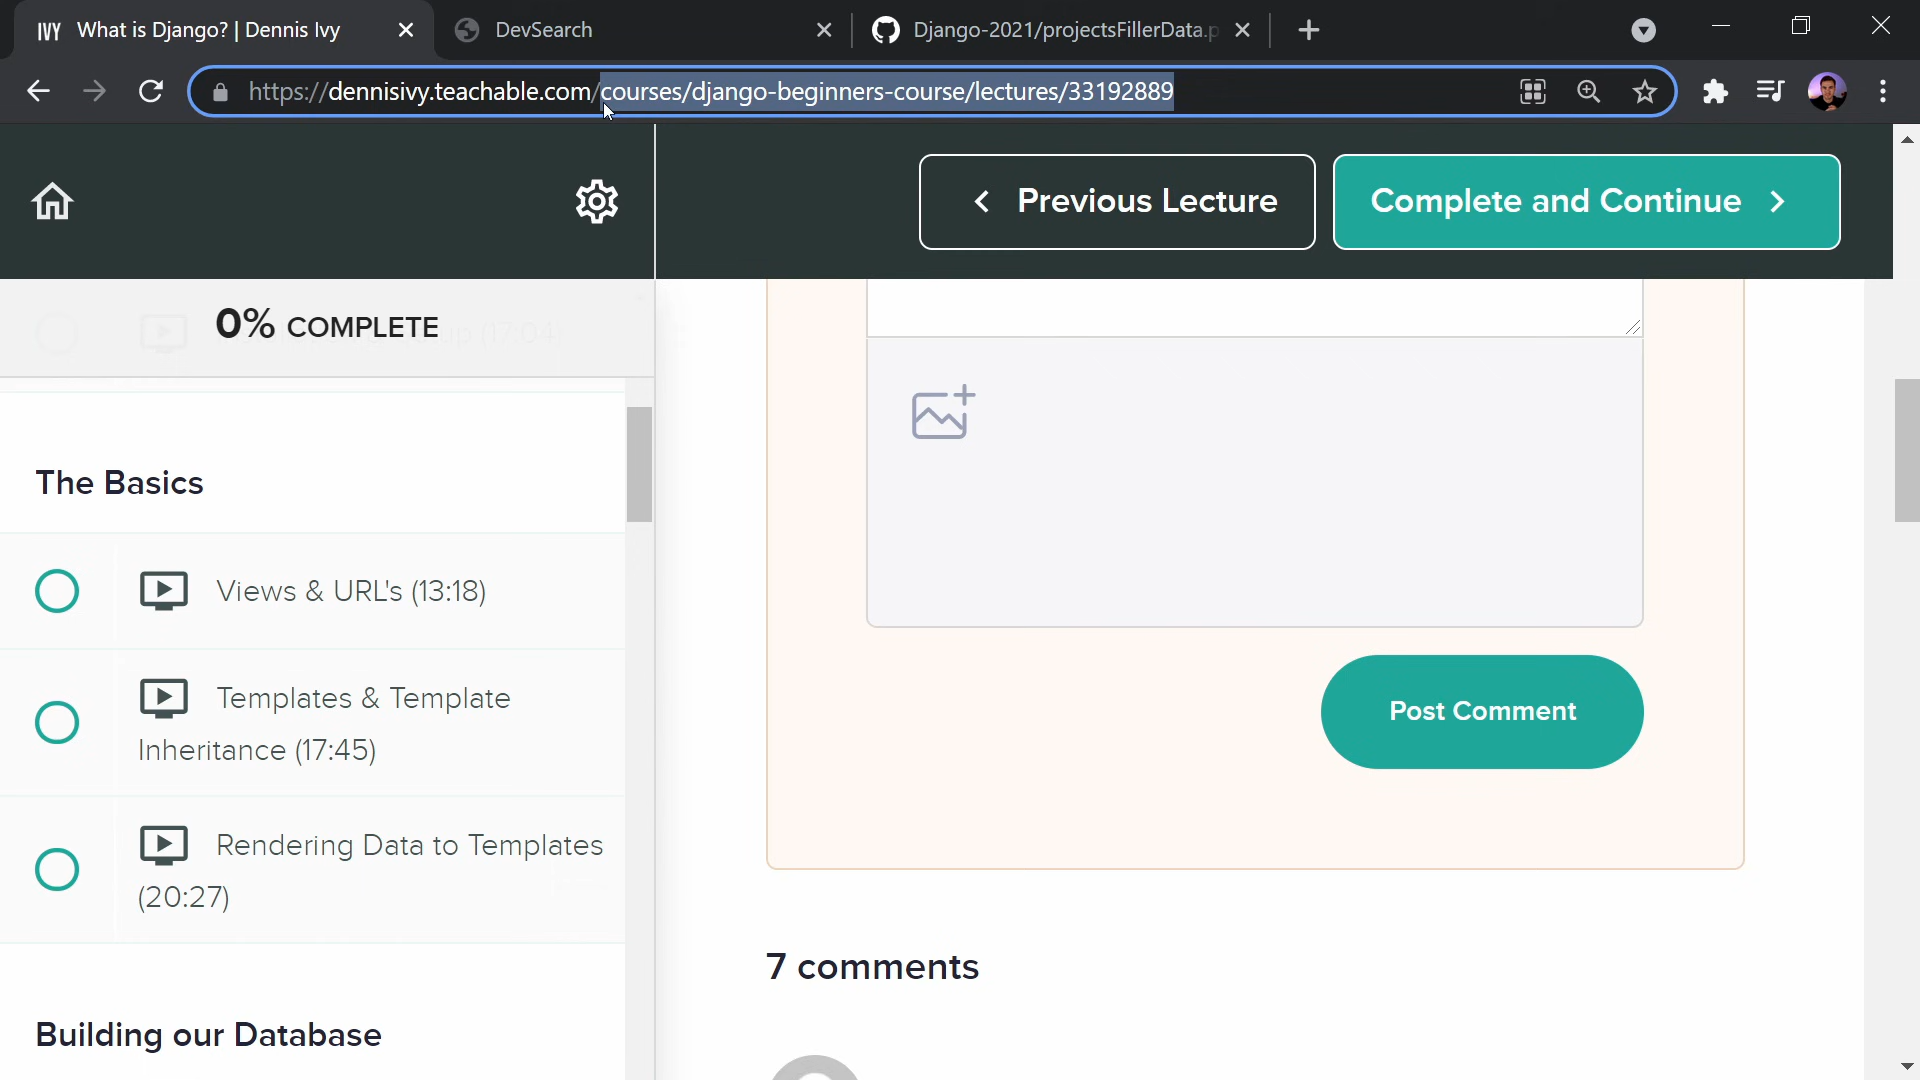 IVY What is Django? | Dennis Ivy
DevSearch
Django-2021/projectsFillerData.p
https://dennisivy.teachable.com/courses/django-beginners-course/lectures/33192889
Previous Lecture
Complete and Continue
0% COMPLETE
The Basics
Views & URL's (13:18)
Templates & Template
Inheritance (17:45)
Rendering Data to Templates
(20:27)
Building our Database
Post Comment
7 comments